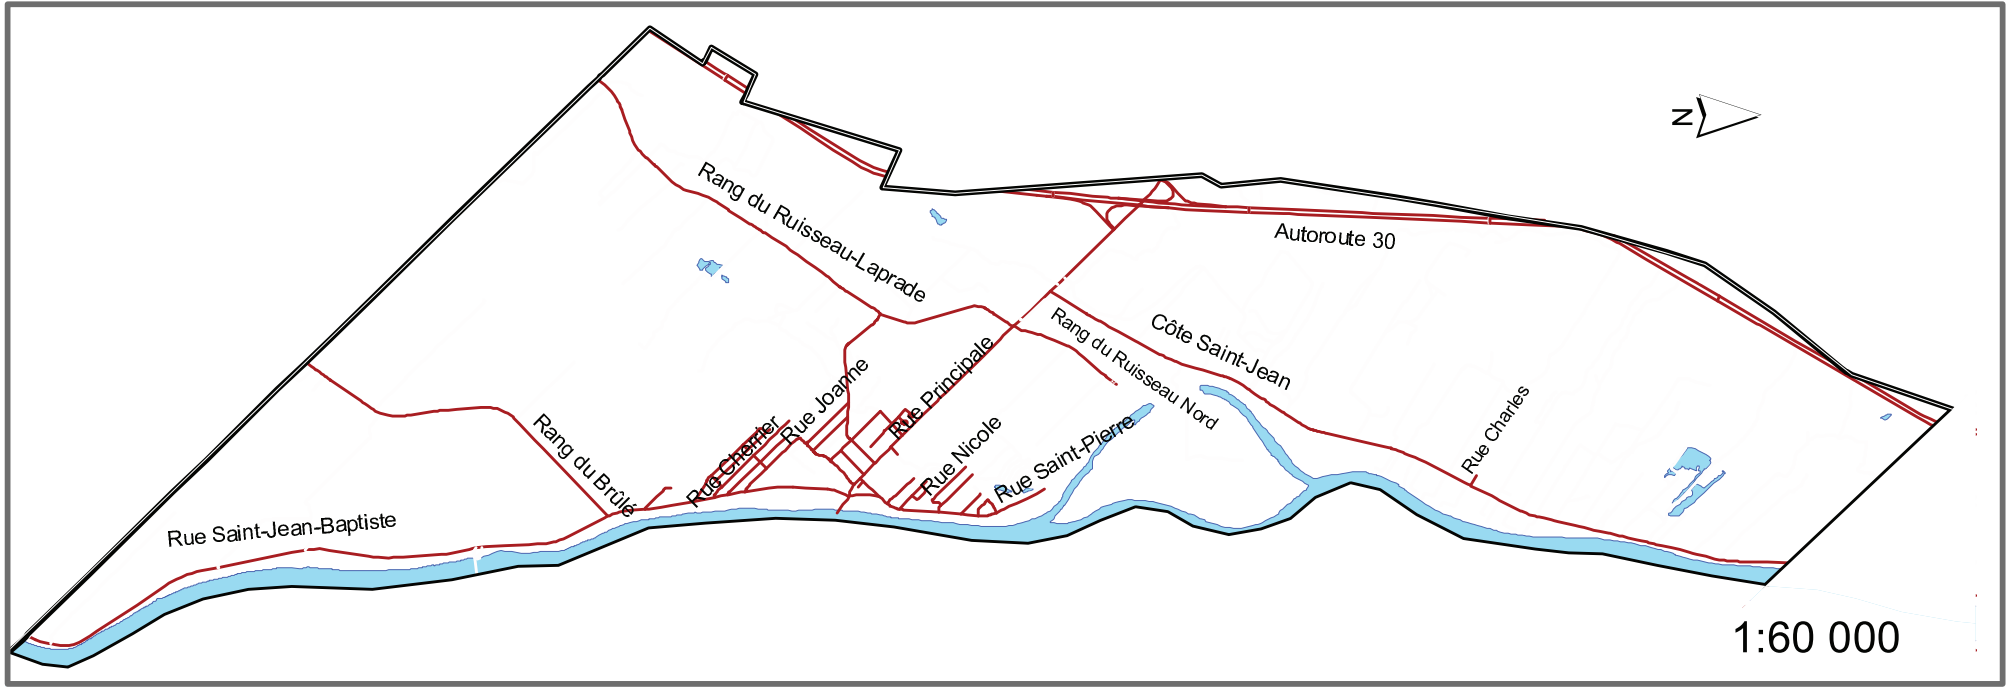 N
Rang du Ruisseau-Laprade
Autoroute 30
Rang du Ruisseau Nord
Côte Saint-Jean
Rue Principale
Rue Joanne
Rue Charles
Rue Cherrier
Rue Nicole
Rue Saint-Pierre
Rang du Brûlé
Rue Saint-Jean-Baptiste
1:60 000